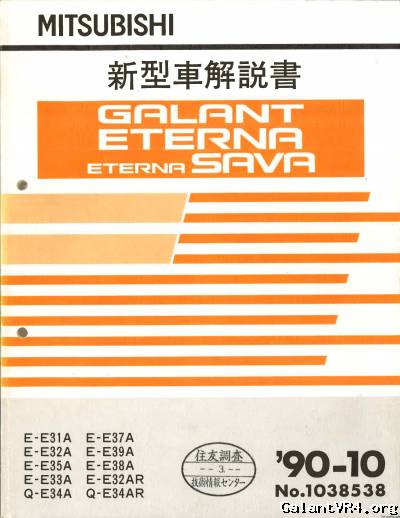 MITSUBISHI
新型車解説書
GALANT
ETERNA
ETERNA SAVA
E-E31A E-E37A
E-E32A E-E39A
E-E35A E-E38A
E-E33A E-E32AR
Q-E34A Q-E34AR
住友調査
--3.--
技術情報センター
'90-10
No.1038538
GalantVR4.org